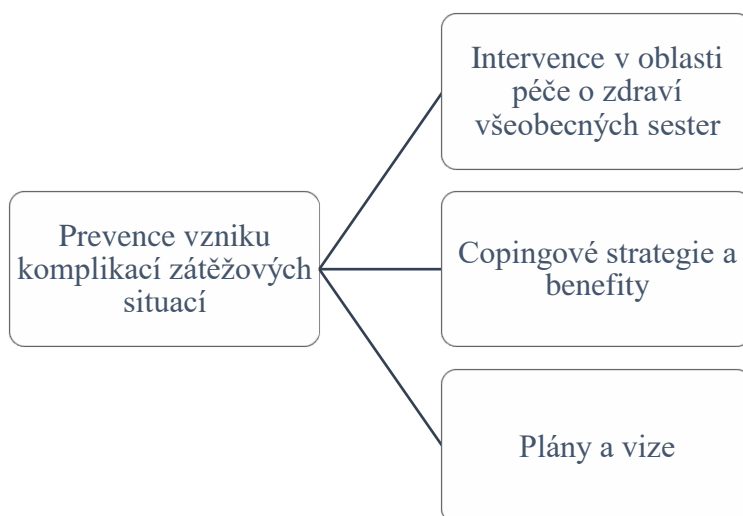 Intervence v oblasti
péče o zdraví
všeobecných sester
Prevence vzniku
komplikací zátěžových
situací
Copingové strategie a
benefity
Plány a vize